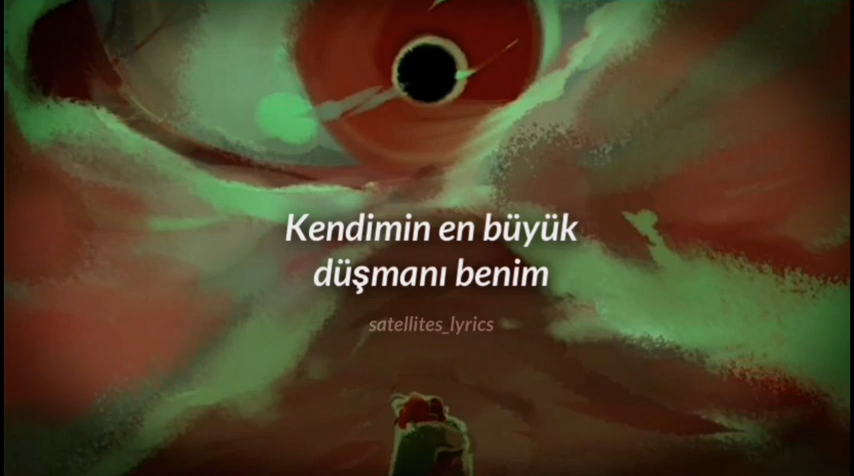 Kendimin en büyük
düşmanı benim
satellites_lyrics